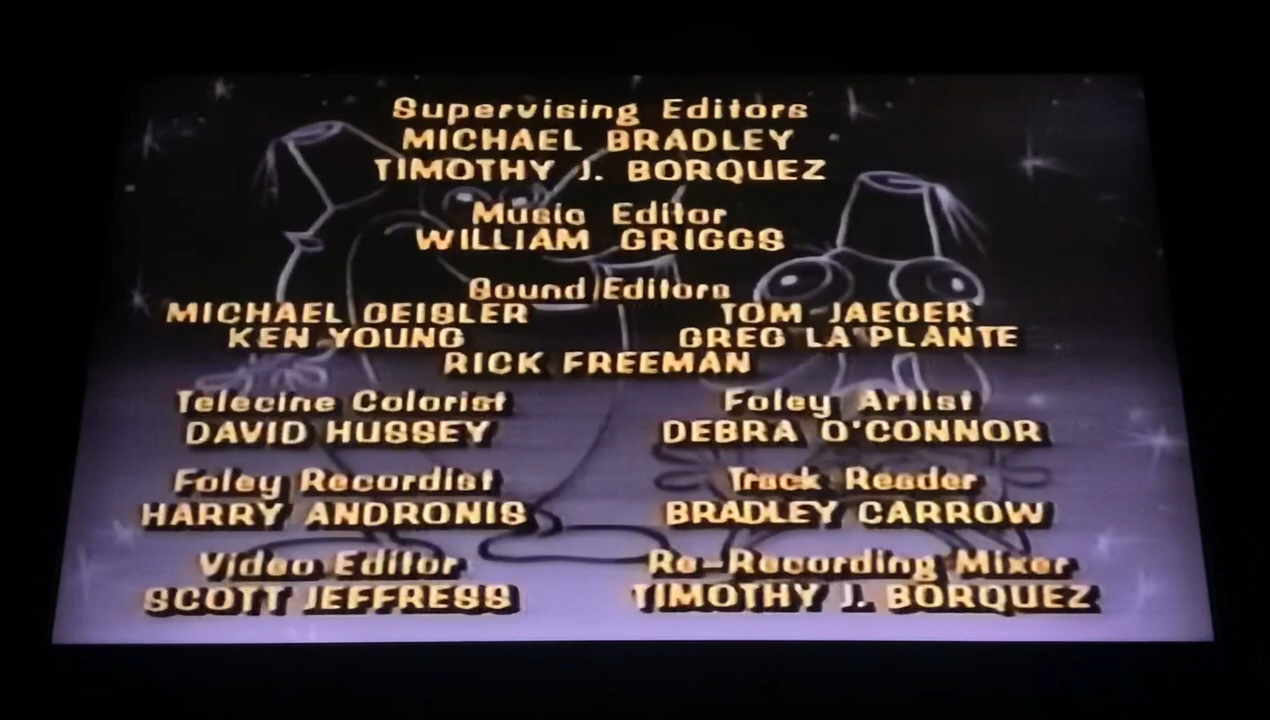 Supervising Editors
MICHAEL BRADLEY
TIMOTHY J. BORQUEZ
Music Editor
WILLIAM GRIGGS
Sound Editors
MICHAEL GEISLER
TOM JAEGER
KEN YOUNG
GREG LA PLANTE
RICK FREEMAN
Telecine Colorist
Foley Artist
DAVID HUSSEY
DEBRA O'CONNOR
Foley Recordist
Track Reader
HARRY ANDRONIS
BRADLEY CARROW
Video Editor
Re-Recording Mixer
SCOTT JEFFRESS
TIMOTHY J. BORQUEZ